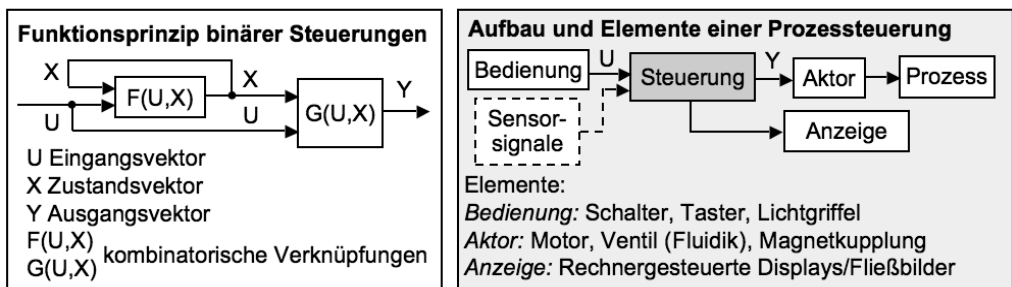 Funktionsprinzip binärer Steuerungen
X
X
F(U,X)
U
U
G(U,X)
Y
U Eingangsvektor
X Zustandsvektor
Y Ausgangsvektor
F(U,X)
G(U,X)
kombinatorische Verknüpfungen
Aufbau und Elemente einer Prozessteuerung
Bedienung
U
Steuerung
Y
Aktor
Prozess
Sensor-
signale
Anzeige
Elemente:
Bedienung: Schalter, Taster, Lichtgriffel
Aktor: Motor, Ventil (Fluidik), Magnetkupplung
Anzeige: Rechnergesteuerte Displays/Fließbilder